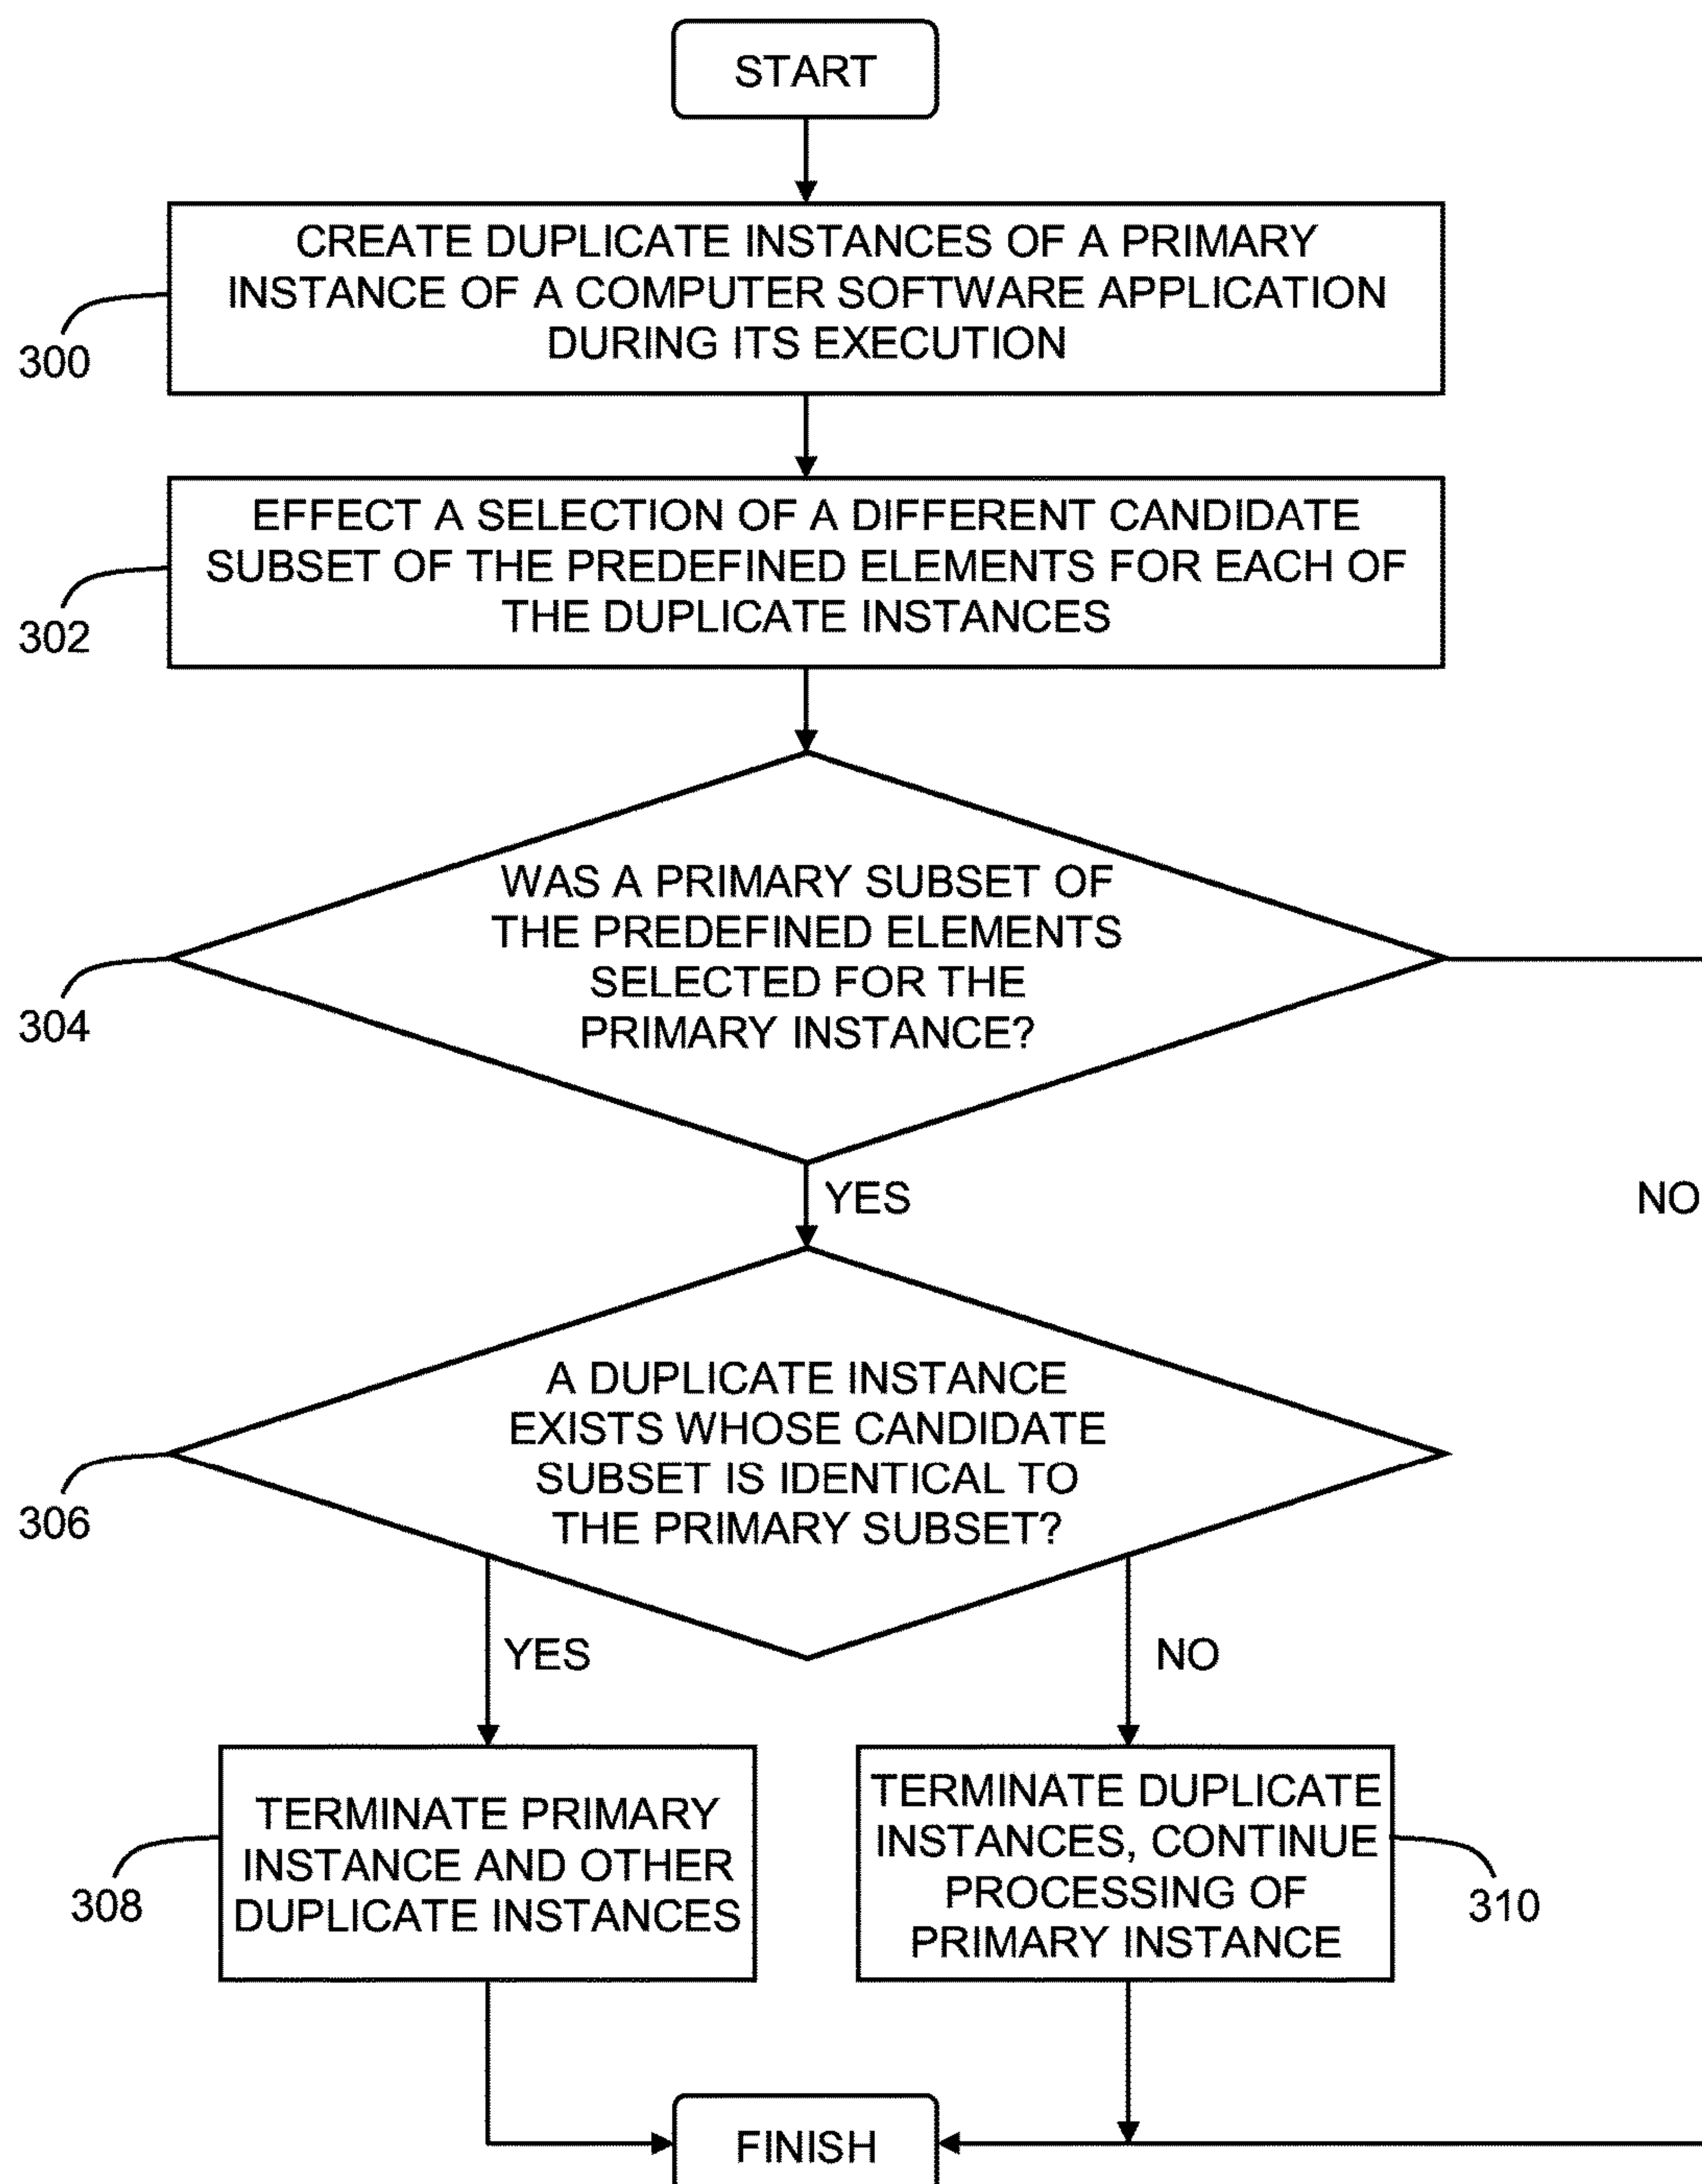 START
CREATE DUPLICATE INSTANCES OF A PRIMARY
INSTANCE OF A COMPUTER SOFTWARE APPLICATION
DURING ITS EXECUTION
300
EFFECT A SELECTION OF A DIFFERENT CANDIDATE
SUBSET OF THE PREDEFINED ELEMENTS FOR EACH OF
THE DUPLICATE INSTANCES
302
WAS A PRIMARY SUBSET OF
THE PREDEFINED ELEMENTS
SELECTED FOR THE
PRIMARY INSTANCE?
304
YES
NO
A DUPLICATE INSTANCE
EXISTS WHOSE CANDIDATE
SUBSET IS IDENTICAL TO
THE PRIMARY SUBSET?
306
YES
NO
TERMINATE PRIMARY
INSTANCE AND OTHER
DUPLICATE INSTANCES
308
TERMINATE DUPLICATE
INSTANCES, CONTINUE
PROCESSING OF
PRIMARY INSTANCE
310
FINISH